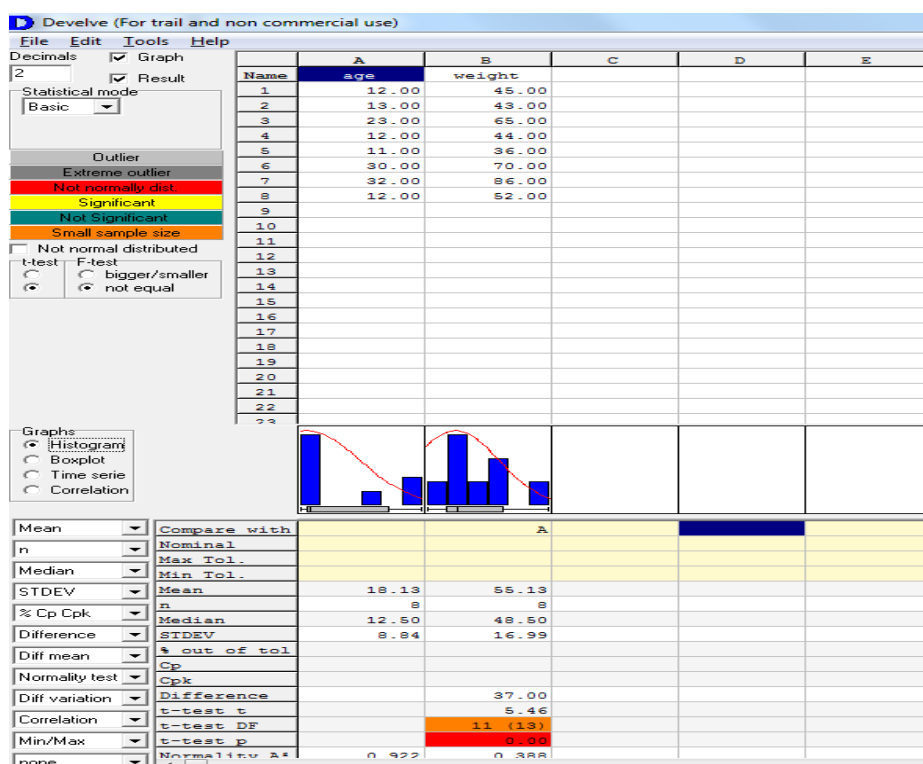 Develve (For trail and non commercial use)
File Edit Tools Help
Decimals Graph
2 Result
Statistical mode
Basic
Outlier
Extreme outlier
Not normally dist.
Significant
Not Significant
Small sample size
Not normal distributed
t-test F-test
bigger/smaller
not equal
A B C D E
Name age weight
1 12.00 45.00
2 13.00 43.00
3 23.00 65.00
4 12.00 44.00
5 11.00 36.00
6 30.00 70.00
7 32.00 86.00
8 12.00 52.00
9
10
11
12
13
14
15
16
17
18
19
20
21
22
23
Graphs
Histogram
Boxplot
Time serie
Correlation
Mean
n
Median
STDEV
% Cp Cpk
Difference
Diff mean
Normality test
Diff variation
Correlation
Min/Max
none
Compare with A
Nominal
Max Tol.
Min Tol.
Mean 18.13 55.13
n 8 8
Median 12.50 48.50
STDEV 8.84 16.99
% out of tol
Cp
Cpk
Difference 37.00
t-test t 5.46
t-test DF 11 (13)
t-test p 0.00
Normality A² 0.922 0.388